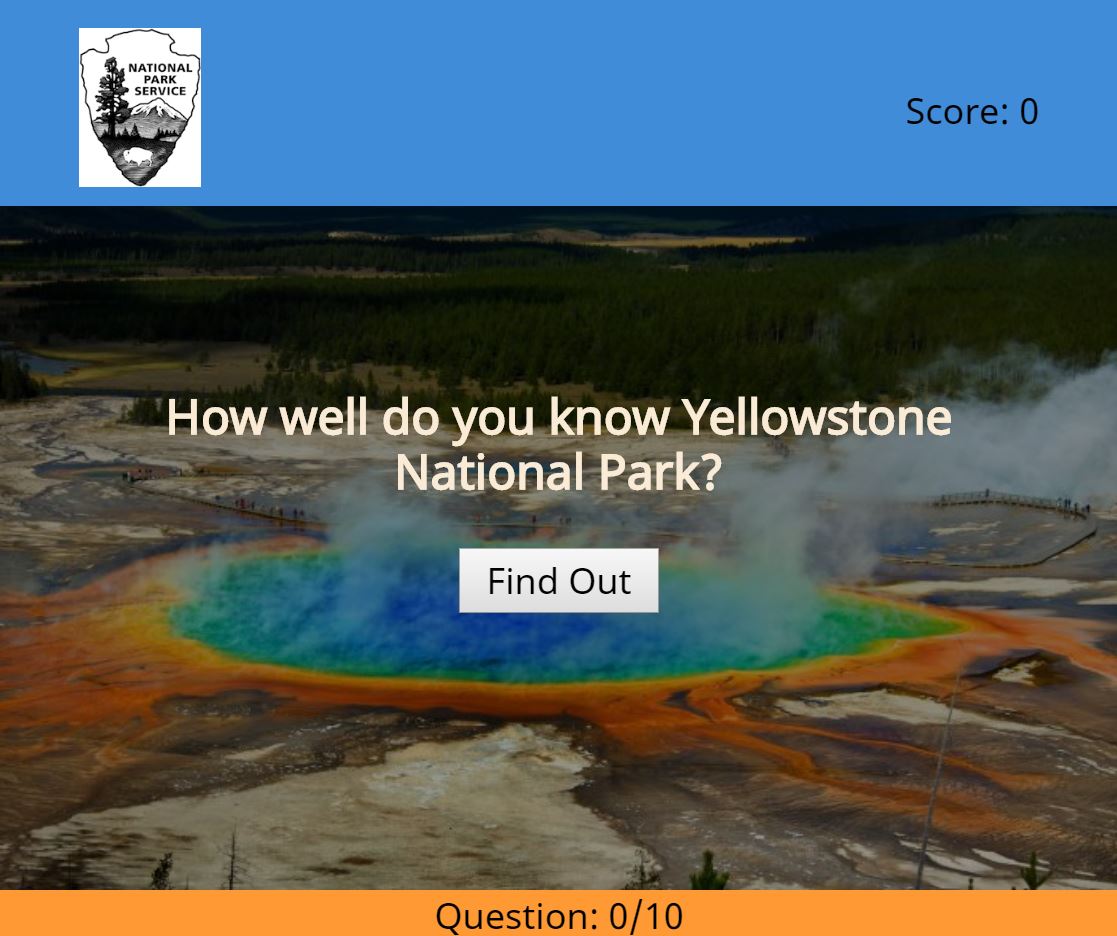 NATIONAL
PARK
SERVICE
Score: 0
How well do you know Yellowstone
National Park?
Find Out
Question: 0/10